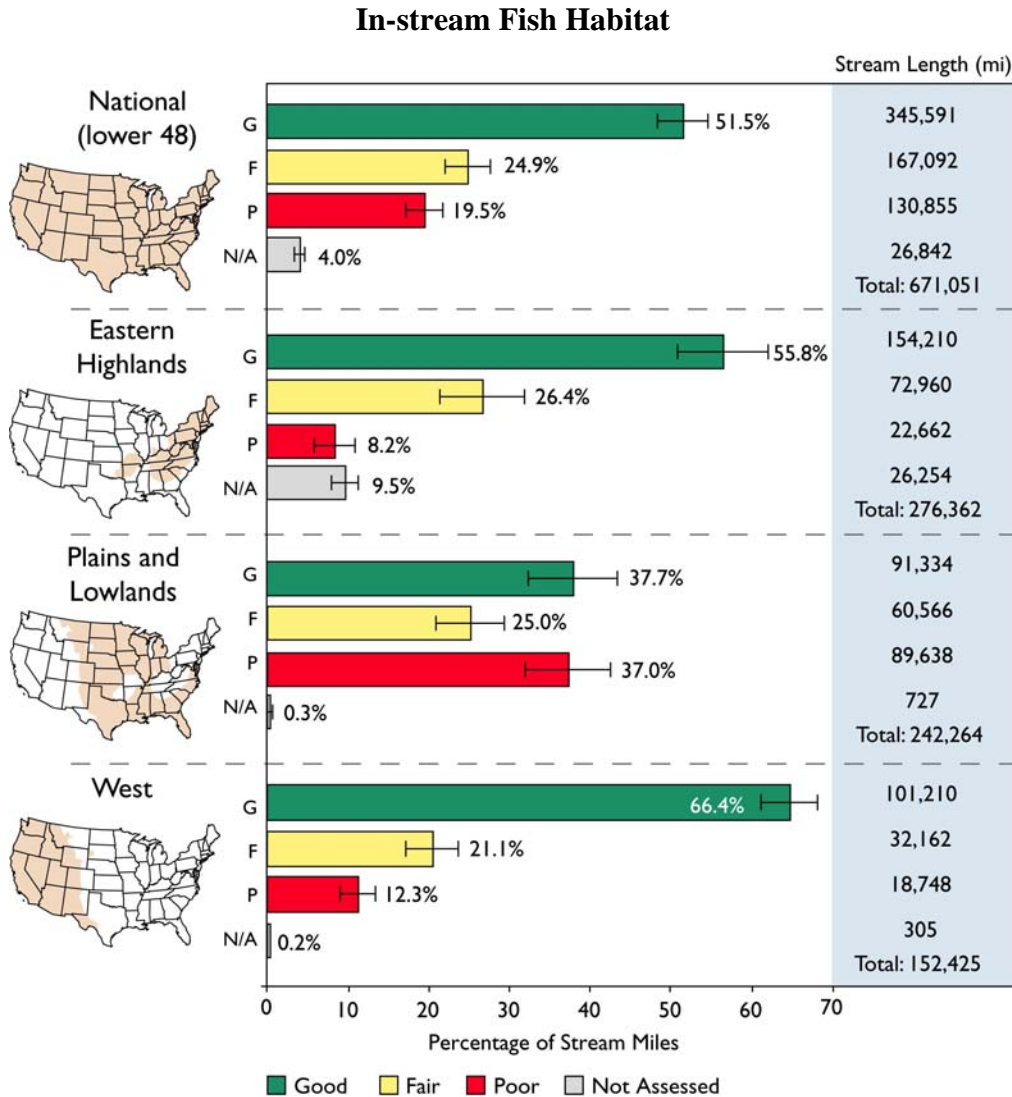 In-stream Fish Habitat
Stream Length (mi)
National
(lower 48)
G 51.5% 345,591
F 24.9% 167,092
P 19.5% 130,855
N/A 4.0% 26,842
Total: 671,051
Eastern
Highlands
G 55.8% 154,210
F 26.4% 72,960
P 8.2% 22,662
N/A 9.5% 26,254
Total: 276,362
Plains and
Lowlands
G 37.7% 91,334
F 25.0% 60,566
P 37.0% 89,638
N/A 0.3% 727
Total: 242,264
West
G 66.4% 101,210
F 21.1% 32,162
P 12.3% 18,748
N/A 0.2% 305
Total: 152,425
0 10 20 30 40 50 60 70
Percentage of Stream Miles
Good Fair Poor Not Assessed